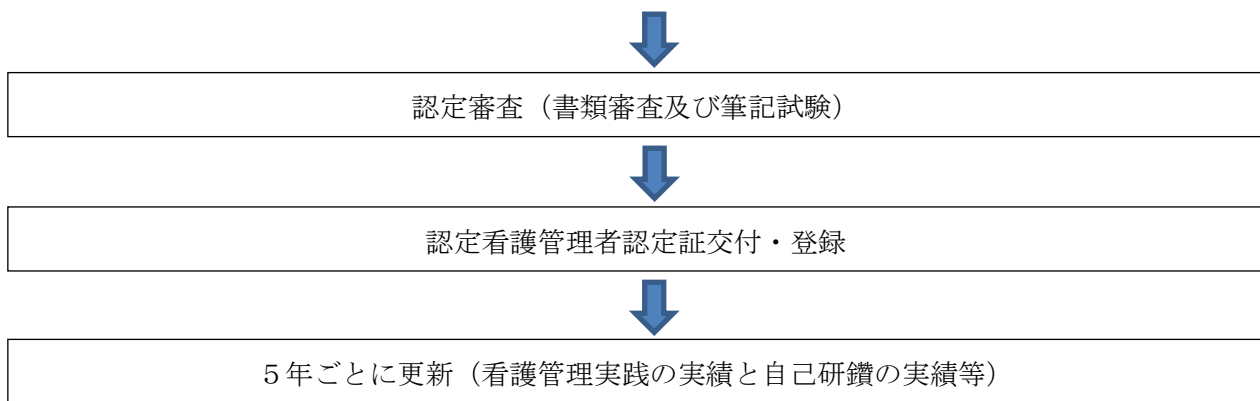 認定審査（書類審査及び筆記試験）
認定看護管理者認定証交付・登録
５年ごとに更新（看護管理実践の実績と自己研鑽の実績等）